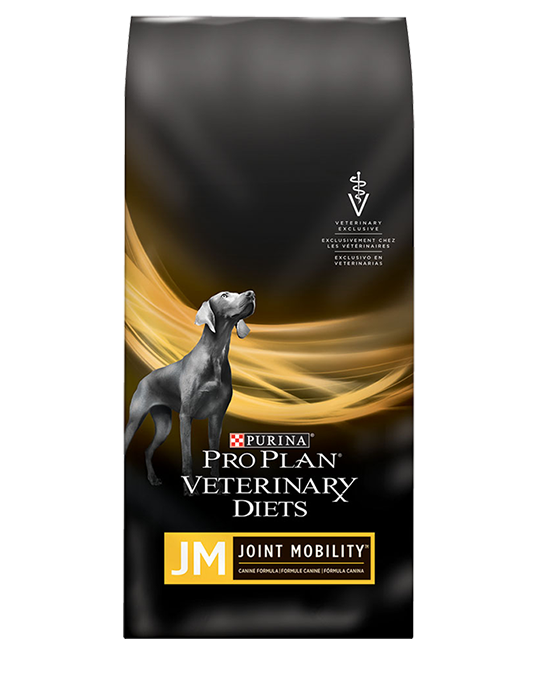 V
VETERINARY
EXCLUSIVE
EXCLUSIVEMENT CHEZ
LES VÉTÉRINAIRES
EXCLUSIVO EN
VETERINARIAS
PURINA®
PRO PLAN®
VETERINARY
DIETS
JM JOINT MOBILITY™
CANINE FORMULA | FORMULE CANINE | FÓRMULA CANINA